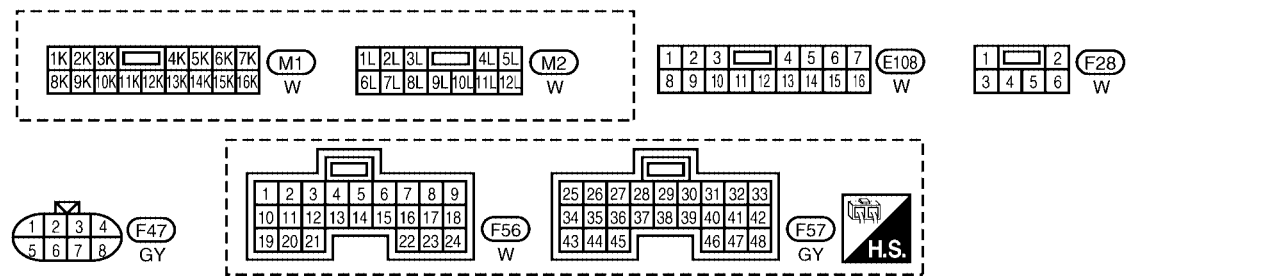 1K 2K 3K 4K 5K 6K 7K
8K 9K 10K 11K 12K 13K 14K 15K 16K
M1
W
1L 2L 3L 4L 5L
6L 7L 8L 9L 10L 11L 12L
M2
W
1 2 3 4 5 6 7
8 9 10 11 12 13 14 15 16
E108
W
1 2
3 4 5 6
F28
W
1 2 3 4
5 6 7 8
F47
GY
1 2 3 4 5 6 7 8 9
10 11 12 13 14 15 16 17 18
19 20 21 22 23 24
F56
W
25 26 27 28 29 30 31 32 33
34 35 36 37 38 39 40 41 42
43 44 45 46 47 48
F57
GY
H.S.